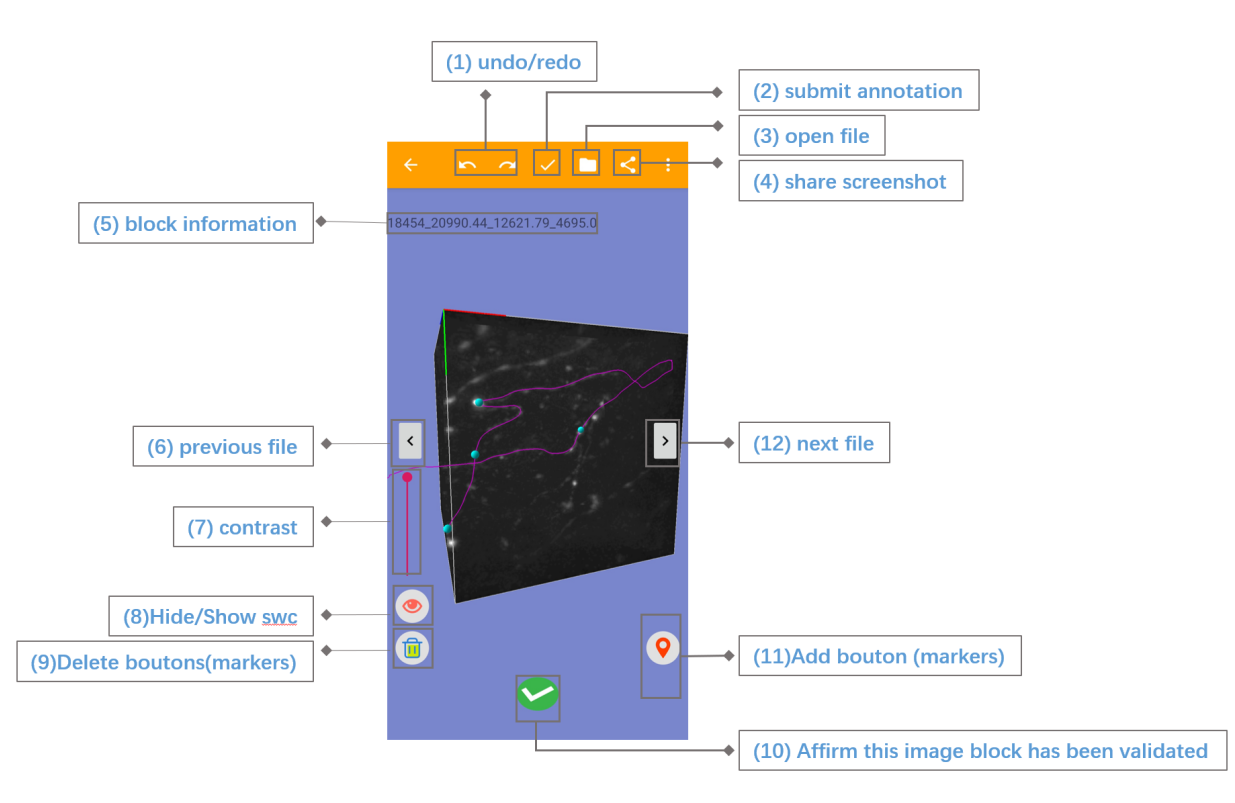 (1) undo/redo
(2) submit annotation
(3) open file
(4) share screenshot
(5) block information
18454_20990.44_12621.79_4695.0
(6) previous file
(12) next file
(7) contrast
(8)Hide/Show swc
(9)Delete boutons(markers)
(11)Add bouton (markers)
(10) Affirm this image block has been validated